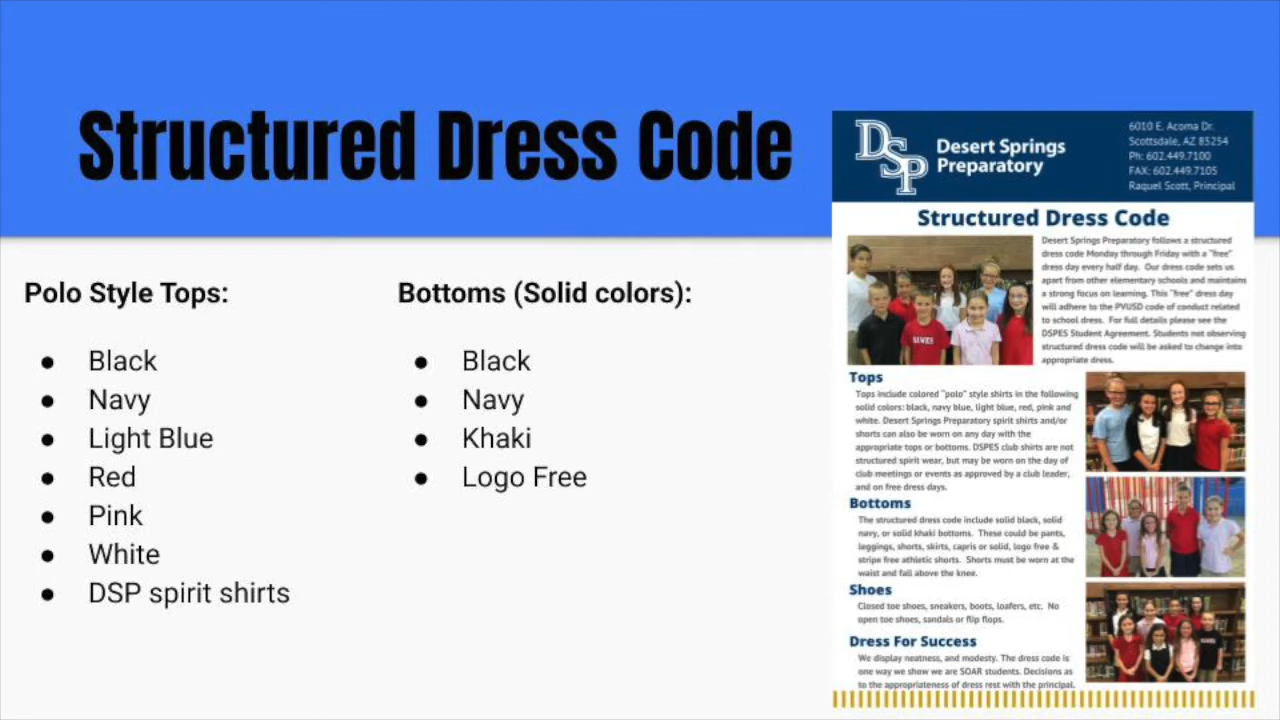 Structured Dress Code
Polo Style Tops:
Black
Navy
Light Blue
Red
Pink
White
DSP spirit shirts
Bottoms (Solid colors):
Black
Navy
Khaki
Logo Free
DSP
Desert Springs
Preparatory
6010 E. Acoma Dr.
Scottsdale, AZ 85254
Ph: 602.449.7100
FAX: 602.449.7105
Raquel Scott, Principal
Structured Dress Code
Desert Springs Preparatory follows a structured
dress code Monday through Friday with a "free"
dress day every half day. Our dress code sets us
apart from other elementary schools and maintains
a strong focus on learning. This "free" dress day
will adhere to the PVUSD code of conduct related
to school dress. For full details please see the
DSPES Student Agreement. Students not observing
structured dress code will be asked to change into
appropriate dress.
HAWKS
Tops
Tops include colored "polo" style shirts in the following
solid colors: black, navy blue, light blue, red, pink and
white. Desert Springs Preparatory spirit shirts and/or
shorts can also be worn on any day with the
appropriate tops or bottoms. DSPES club shirts are not
structured spirit wear, but may be worn on the day of
club meetings or events as approved by a club leader,
and on free dress days.
Bottoms
The structured dress code include solid black, solid
navy, or solid khaki bottoms. These could be pants,
leggings, shorts, skirts, capris or solid, logo free &
stripe free athletic shorts. Shorts must be worn at the
waist and fall above the knee.
Shoes
Closed toe shoes, sneakers, boots, loafers, etc. No
open toe shoes, sandals or flip flops.
Dress For Success
We display neatness, and modesty. The dress code is
one way we show we are SOAR students. Decisions as
to the appropriateness of dress rest with the principal.